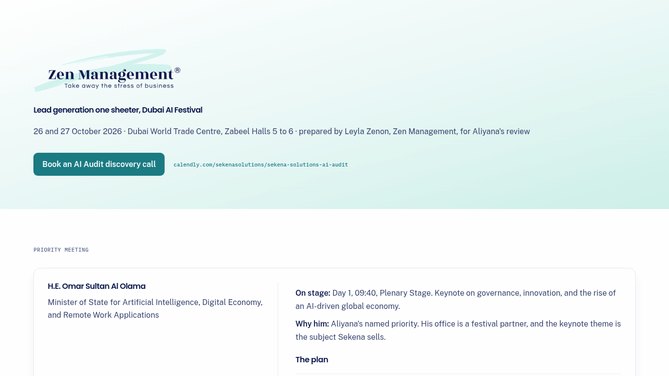 Zen Management®
Take away the stress of business
Lead generation one sheeter, Dubai AI Festival
26 and 27 October 2026 · Dubai World Trade Centre, Zabeel Halls 5 to 6 · prepared by Leyla Zenon, Zen Management, for Aliyana's review
Book an AI Audit discovery call
calendly.com/sekenasolutions/sekena-solutions-ai-audit
PRIORITY MEETING
H.E. Omar Sultan Al Olama
Minister of State for Artificial Intelligence, Digital Economy,
and Remote Work Applications
On stage: Day 1, 09:40, Plenary Stage. Keynote on governance, innovation, and the rise of
an AI-driven global economy.
Why him: Aliyana's named priority. His office is a festival partner, and the keynote theme is
the subject Sekena sells.
The plan